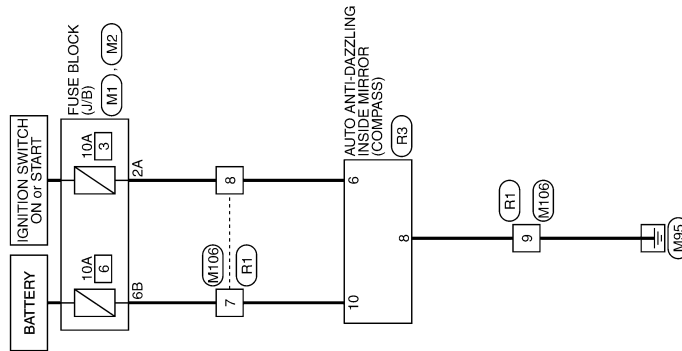 BATTERY
IGNITION SWITCH
ON or START
10A
6
10A
3
FUSE BLOCK
(J/B)
M1 , M2
6B
2A
7
8
M106
R1
10
6
AUTO ANTI-DAZZLING
INSIDE MIRROR
(COMPASS)
R3
8
9
R1
M106
M95